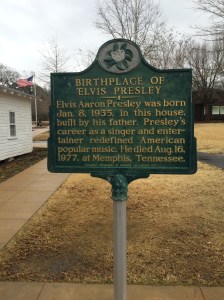 BIRTHPLACE OF
ELVIS PRESLEY
Elvis Aaron Presley was born
Jan. 8, 1935, in this house,
built by his father. Presley's
career as a singer and enter-
tainer redefined American
popular music. He died Aug. 16,
1977, at Memphis, Tennessee.